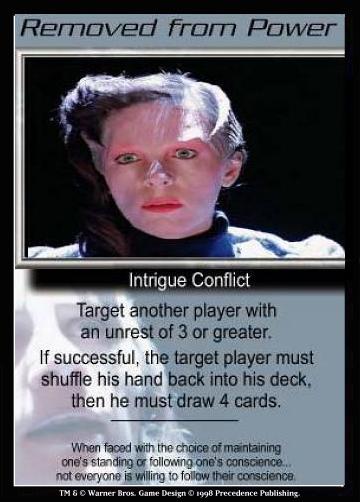 Removed from Power
Intrigue Conflict
Target another player with
an unrest of 3 or greater.
If successful, the target player must
shuffle his hand back into his deck,
then he must draw 4 cards.
When faced with the choice of maintaining
one's standing or following one's conscience...
not everyone is willing to follow their conscience.
TM & © Warner Bros. Game Design © 1998 Precedence Publishing.